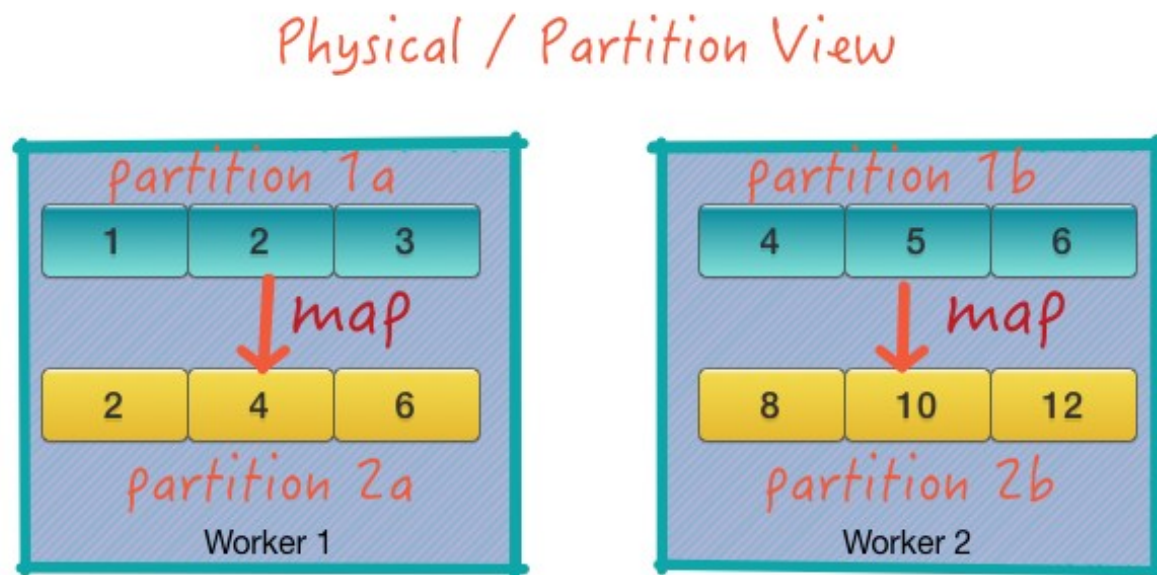 Physical / Partition View
partition 1a
1 2 3
map
2 4 6
partition 2a
Worker 1
partition 1b
4 5 6
map
8 10 12
partition 2b
Worker 2